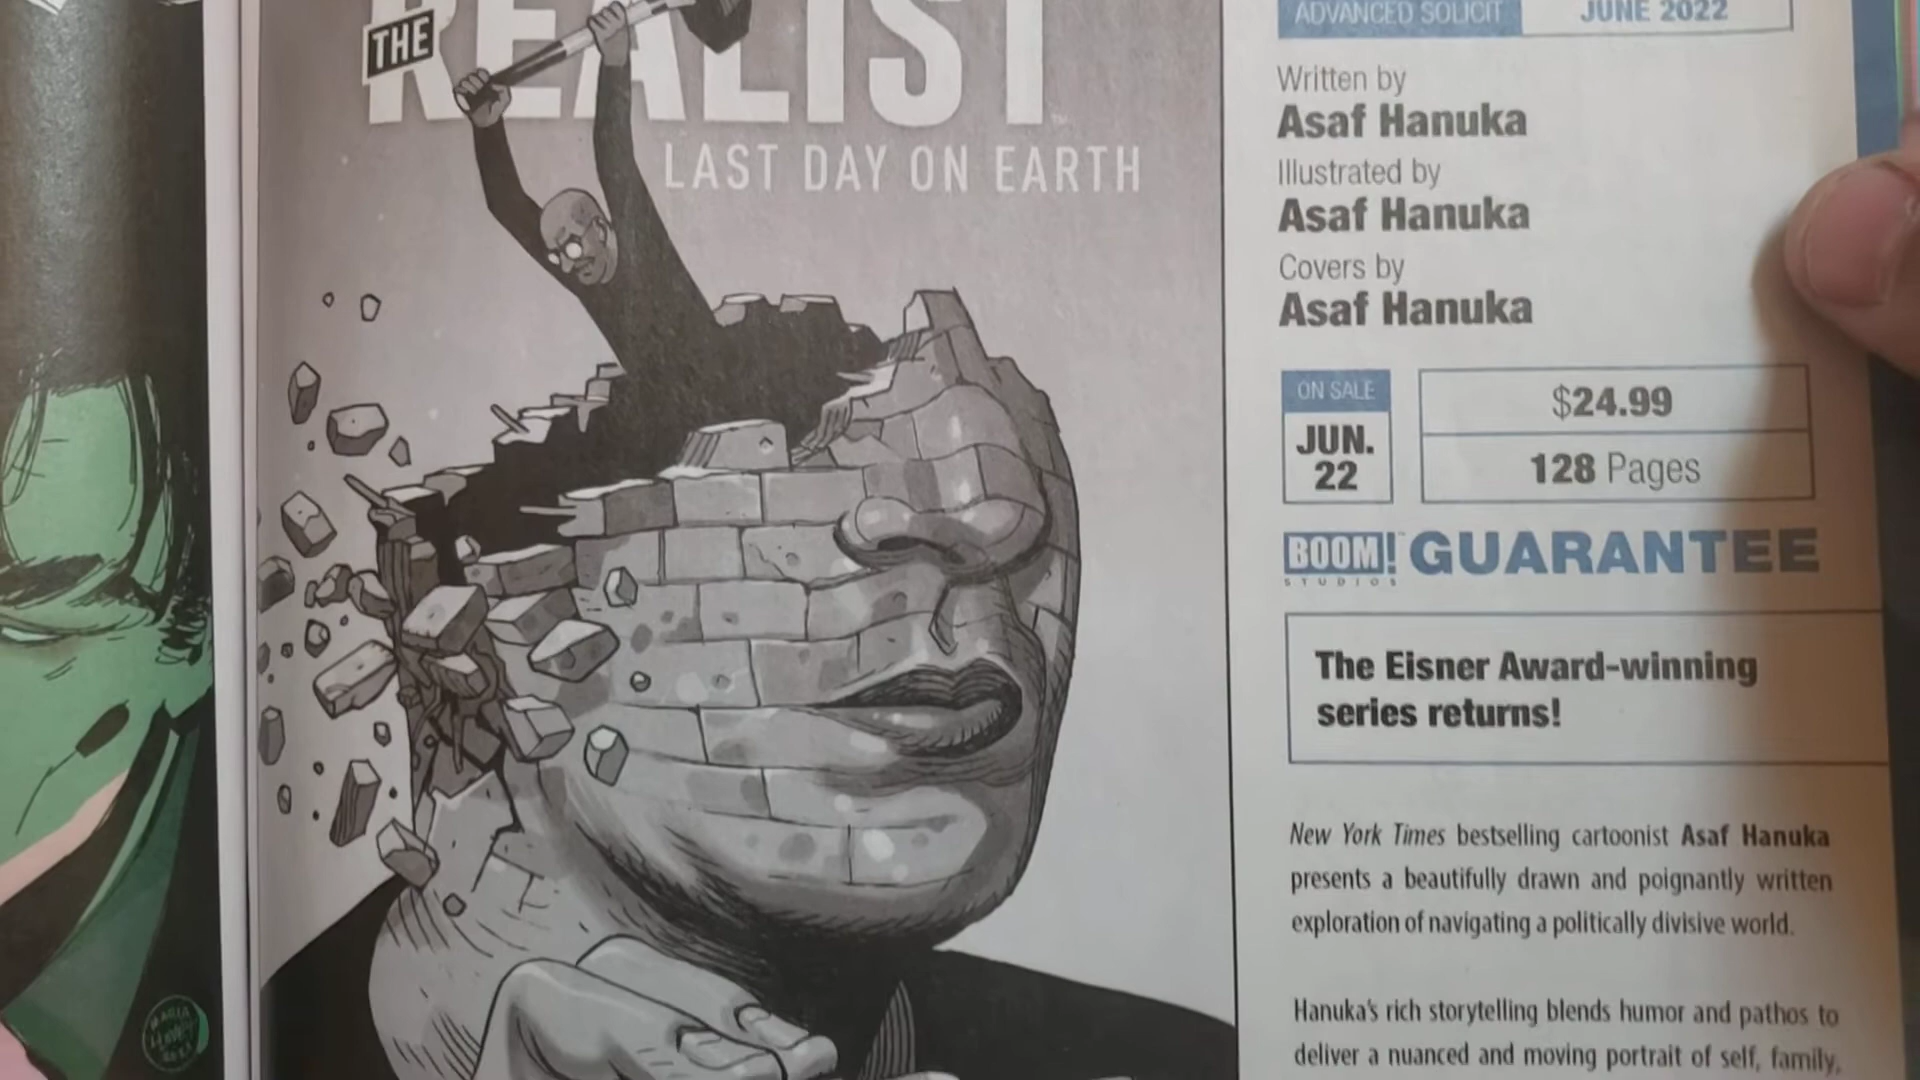 THE
REALIST
LAST DAY ON EARTH
ADVANCED SOLICIT
JUNE 2022
Written by
Asaf Hanuka
Illustrated by
Asaf Hanuka
Covers by
Asaf Hanuka
ON SALE
JUN.
22
$24.99
128 Pages
BOOM!™ GUARANTEE
STUDIOS
The Eisner Award-winning
series returns!
New York Times bestselling cartoonist Asaf Hanuka
presents a beautifully drawn and poignantly written
exploration of navigating a politically divisive world.
Hanuka's rich storytelling blends humor and pathos to
deliver a nuanced and moving portrait of self, family,